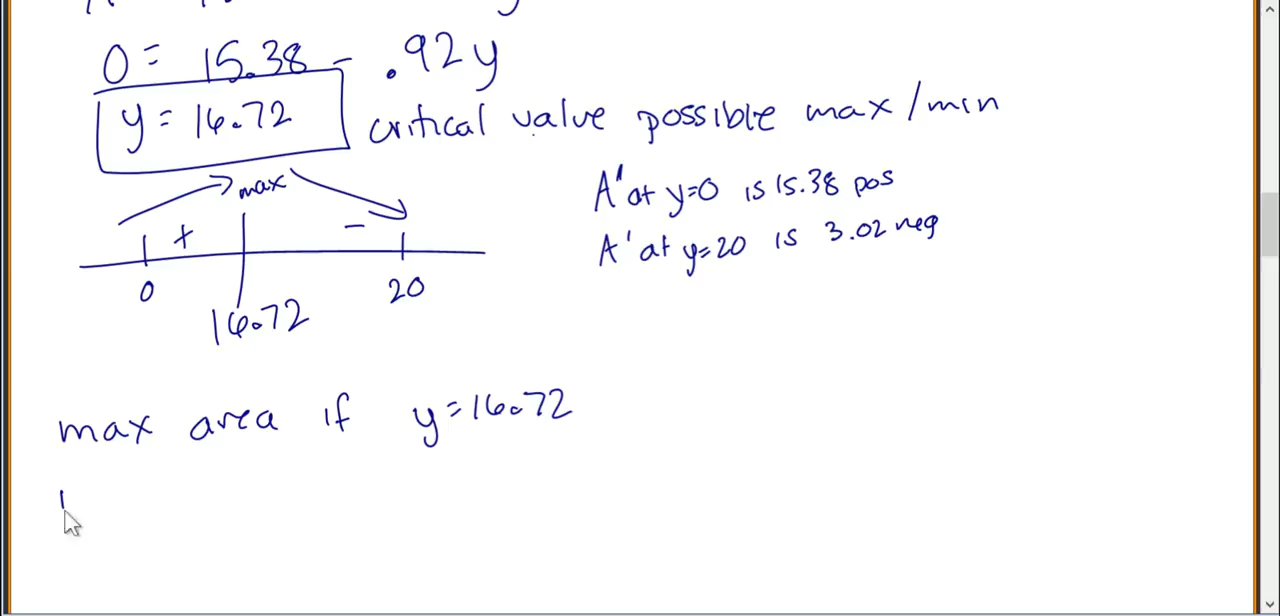 0 = 15.38 - .92y
y = 16.72 critical value possible max/min
max
A' at y=0 is 15.38 pos
+ -
A' at y=20 is 3.02 neg
0 20
16.72
max area if y=16.72